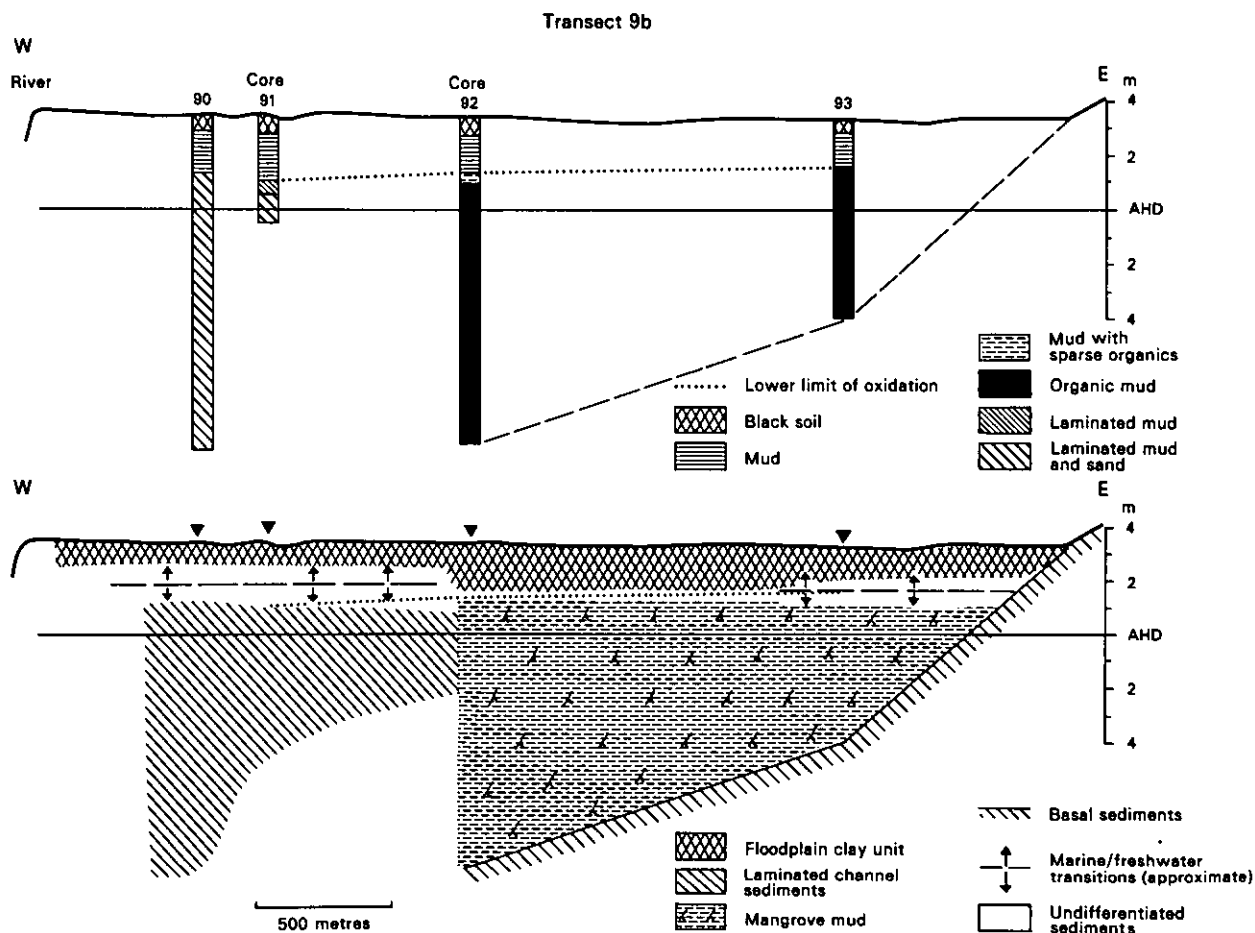 Transect 9b
W
River
Core
Core
E
m
90
91
92
93
4
2
AHD
2
4
Lower limit of oxidation
Black soil
Mud
Mud with
sparse organics
Organic mud
Laminated mud
Laminated mud
and sand
W
E
m
4
2
AHD
2
4
500 metres
Floodplain clay unit
Laminated channel
sediments
Mangrove mud
Basal sediments
Marine/freshwater
transitions (approximate)
Undifferentiated
sediments